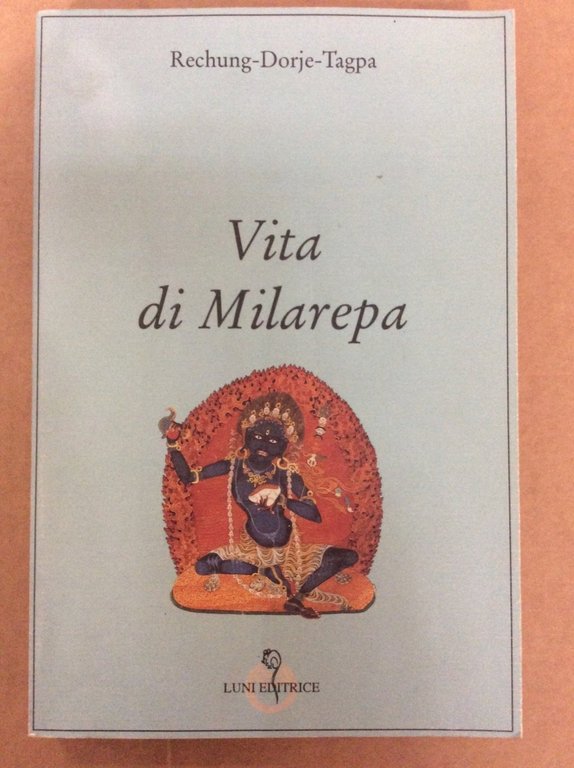 Rechung-Dorje-Tagpa
Vita
di Milarepa
LUNI EDITRICE